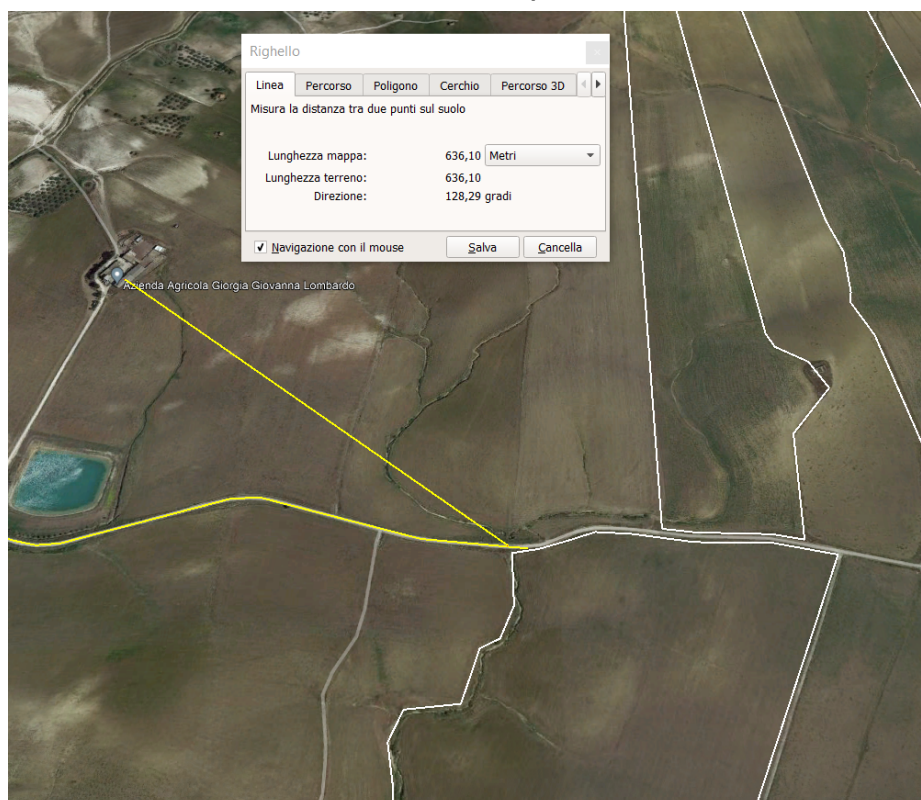 Righello
Linea Percorso Poligono Cerchio Percorso 3D
Misura la distanza tra due punti sul suolo
Lunghezza mappa: 636,10 Metri
Lunghezza terreno: 636,10
Direzione: 128,29 gradi
Navigazione con il mouse Salva Cancella
Azienda Agricola Giorgia Giovanna Lombardo